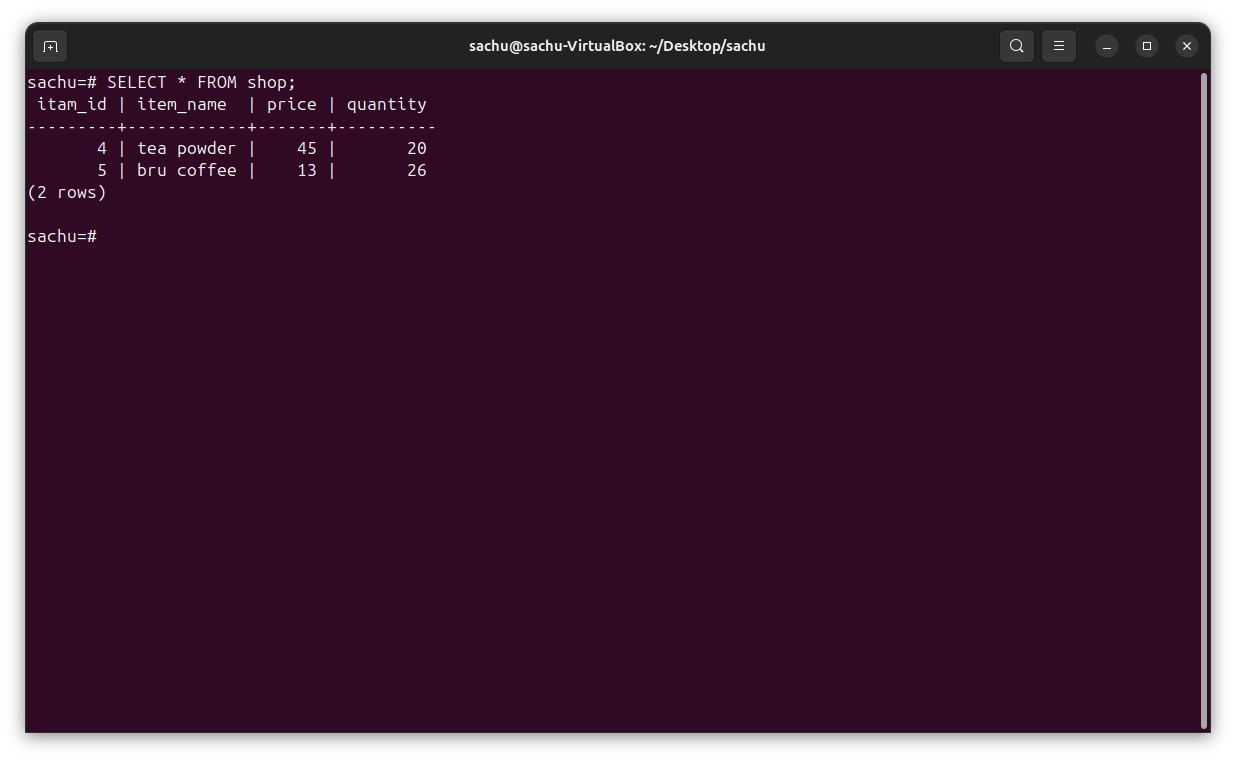 sachu@sachu-VirtualBox: ~/Desktop/sachu
sachu=# SELECT * FROM shop;
 itam_id | item_name  | price | quantity
---------+------------+-------+----------
       4 | tea powder |    45 |       20
       5 | bru coffee |    13 |       26
(2 rows)

sachu=#